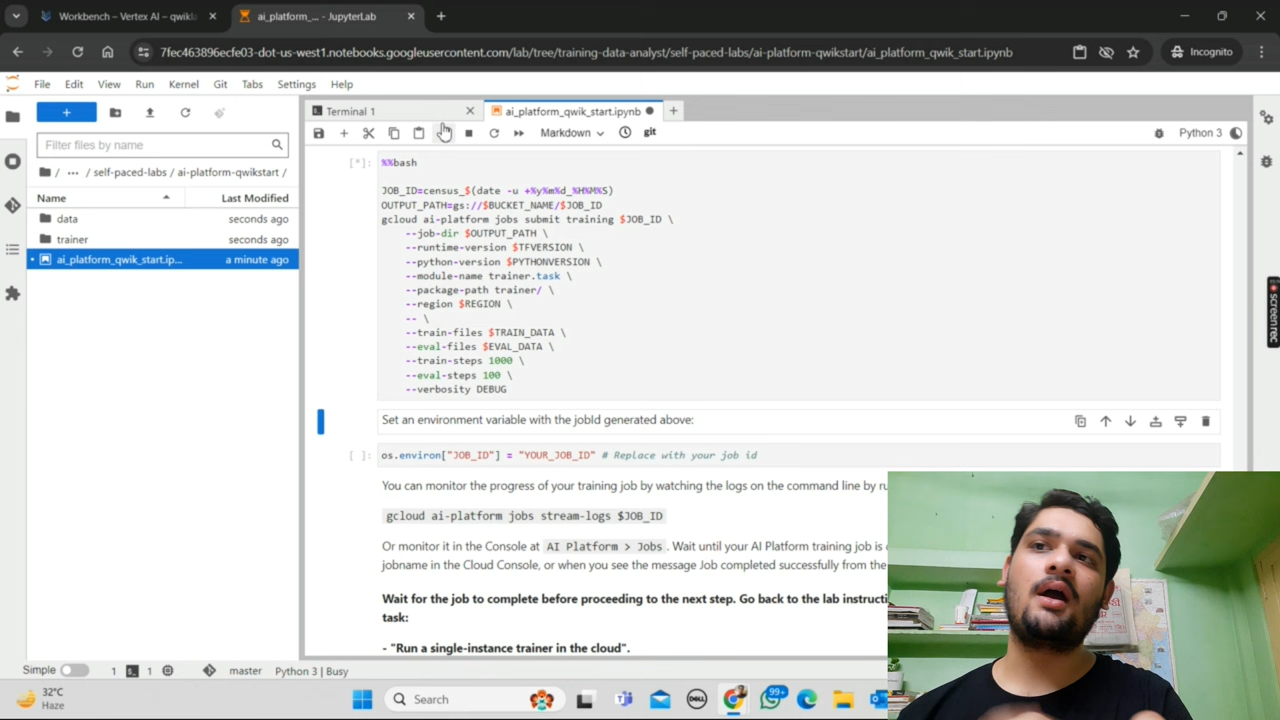 Workbench – Vertex AI – qwikla
ai_platform_... - JupyterLab
7fec463896ecfe03-dot-us-west1.notebooks.googleusercontent.com/lab/tree/training-data-analyst/self-paced-labs/ai-platform-qwikstart/ai_platform_qwik_start.ipynb
Incognito
File Edit View Run Kernel Git Tabs Settings Help
Terminal 1
ai_platform_qwik_start.ipynb
Filter files by name
Markdown
git
Python 3
/ ... / self-paced-labs / ai-platform-qwikstart /
Name Last Modified
data seconds ago
trainer seconds ago
ai_platform_qwik_start.ip... a minute ago
[*]: %%bash
JOB_ID=census_$(date -u +%y%m%d_%H%M%S)
OUTPUT_PATH=gs://$BUCKET_NAME/$JOB_ID
gcloud ai-platform jobs submit training $JOB_ID \
--job-dir $OUTPUT_PATH \
--runtime-version $TFVERSION \
--python-version $PYTHONVERSION \
--module-name trainer.task \
--package-path trainer/ \
--region $REGION \
-- \
--train-files $TRAIN_DATA \
--eval-files $EVAL_DATA \
--train-steps 1000 \
--eval-steps 100 \
--verbosity DEBUG
Set an environment variable with the jobId generated above:
[ ]: os.environ["JOB_ID"] = "YOUR_JOB_ID" # Replace with your job id
You can monitor the progress of your training job by watching the logs on the command line by ru
gcloud ai-platform jobs stream-logs $JOB_ID
Or monitor it in the Console at AI Platform > Jobs . Wait until your AI Platform training job is
jobname in the Cloud Console, or when you see the message Job completed successfully from the
Wait for the job to complete before proceeding to the next step. Go back to the lab instructi
task:
- "Run a single-instance trainer in the cloud".
screenrec
Simple 1 1 master Python 3 | Busy
32°C
Haze
Search
DELL
99+